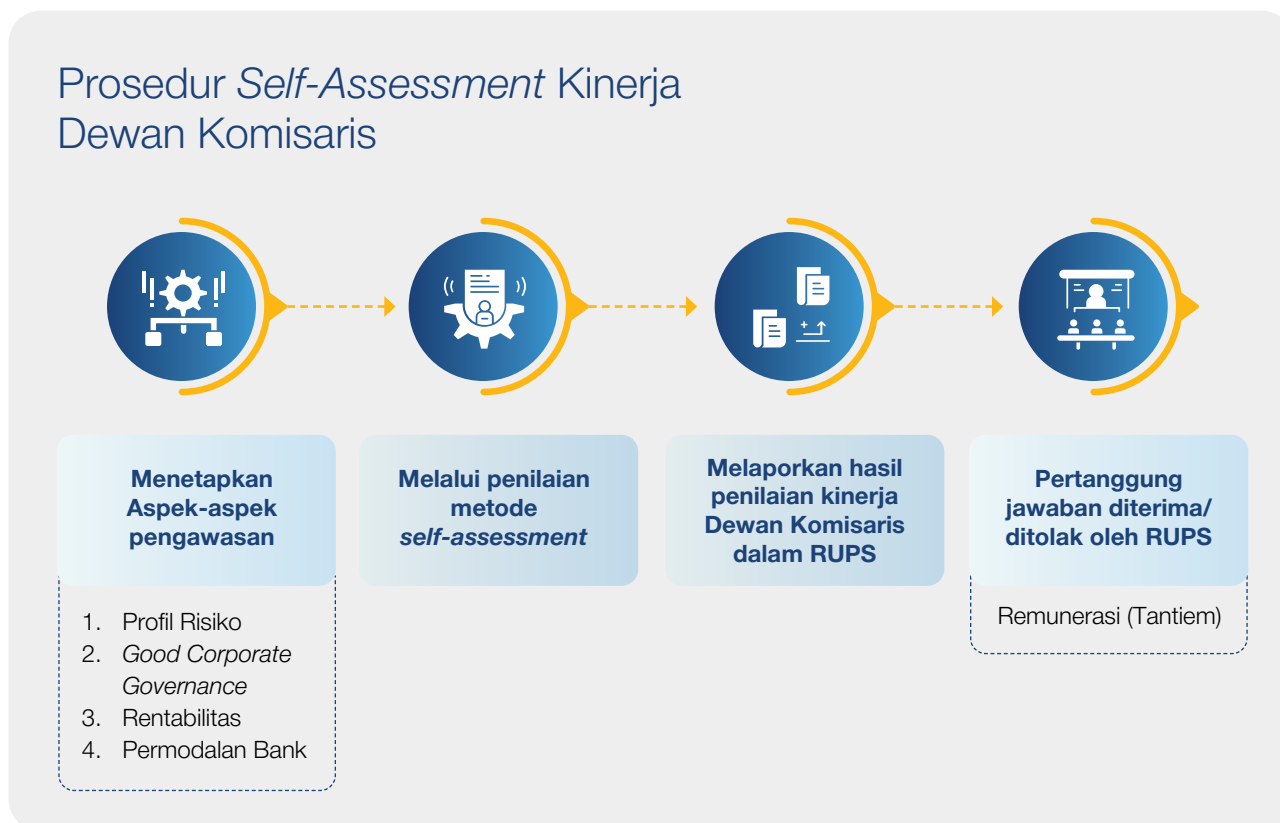 Prosedur Self-Assessment Kinerja
Dewan Komisaris
Menetapkan
Aspek-aspek
pengawasan
1. Profil Risiko
2. Good Corporate
Governance
3. Rentabilitas
4. Permodalan Bank
Melalui penilaian
metode
self-assessment
Melaporkan hasil
penilaian kinerja
Dewan Komisaris
dalam RUPS
Pertanggung
jawaban diterima/
ditolak oleh RUPS
Remunerasi (Tantiem)